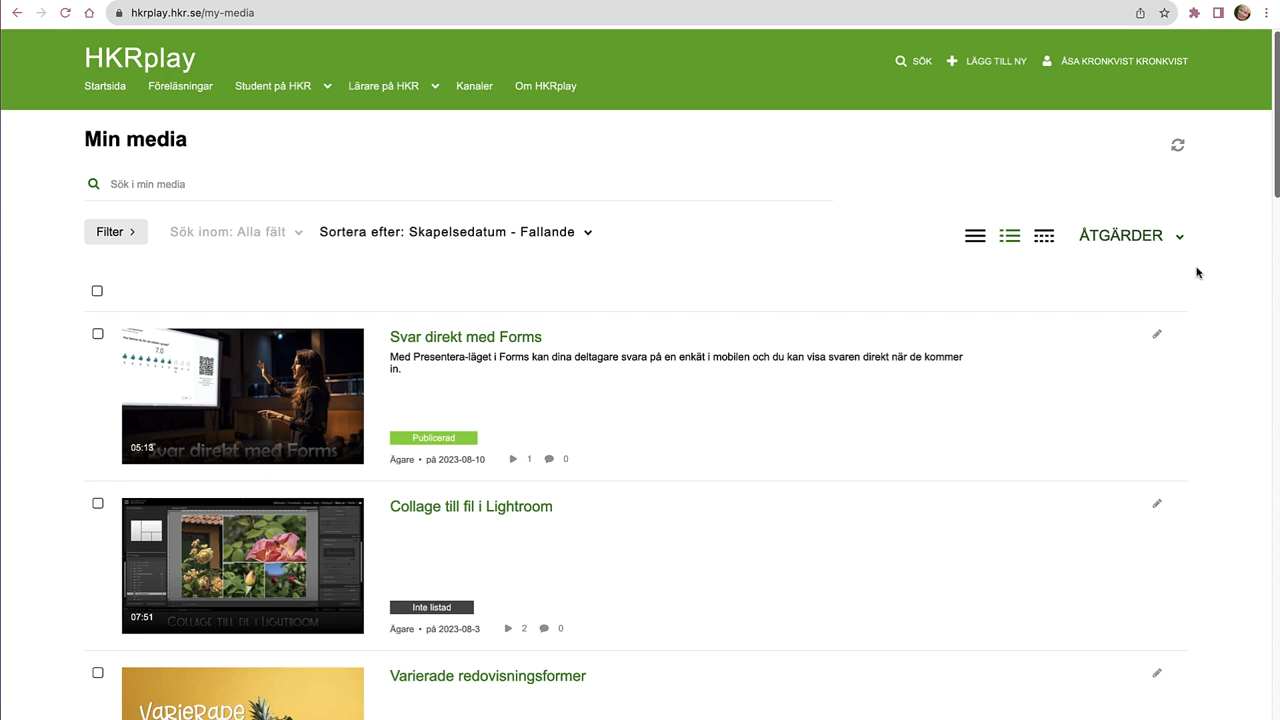 hkrplay.hkr.se/my-media
HKRplay
SÖK LÄGG TILL NY ÅSA KRONKVIST KRONKVIST
Startsida Föreläsningar Student på HKR Lärare på HKR Kanaler Om HKRplay
Min media
Sök i min media
Filter Sök inom: Alla fält Sortera efter: Skapelsedatum - Fallande ÅTGÄRDER
Svar direkt med Forms
Med Presentera-läget i Forms kan dina deltagare svara på en enkät i mobilen och du kan visa svaren direkt när de kommer
in.
7.0
05:13
Svar direkt med Forms
Publicerad
Ägare • på 2023-08-10 1 0
Collage till fil i Lightroom
07:51
COLLAGE TILL FIL I LIGHTROOM
Inte listad
Ägare • på 2023-08-3 2 0
Varierade redovisningsformer
VARIERADE